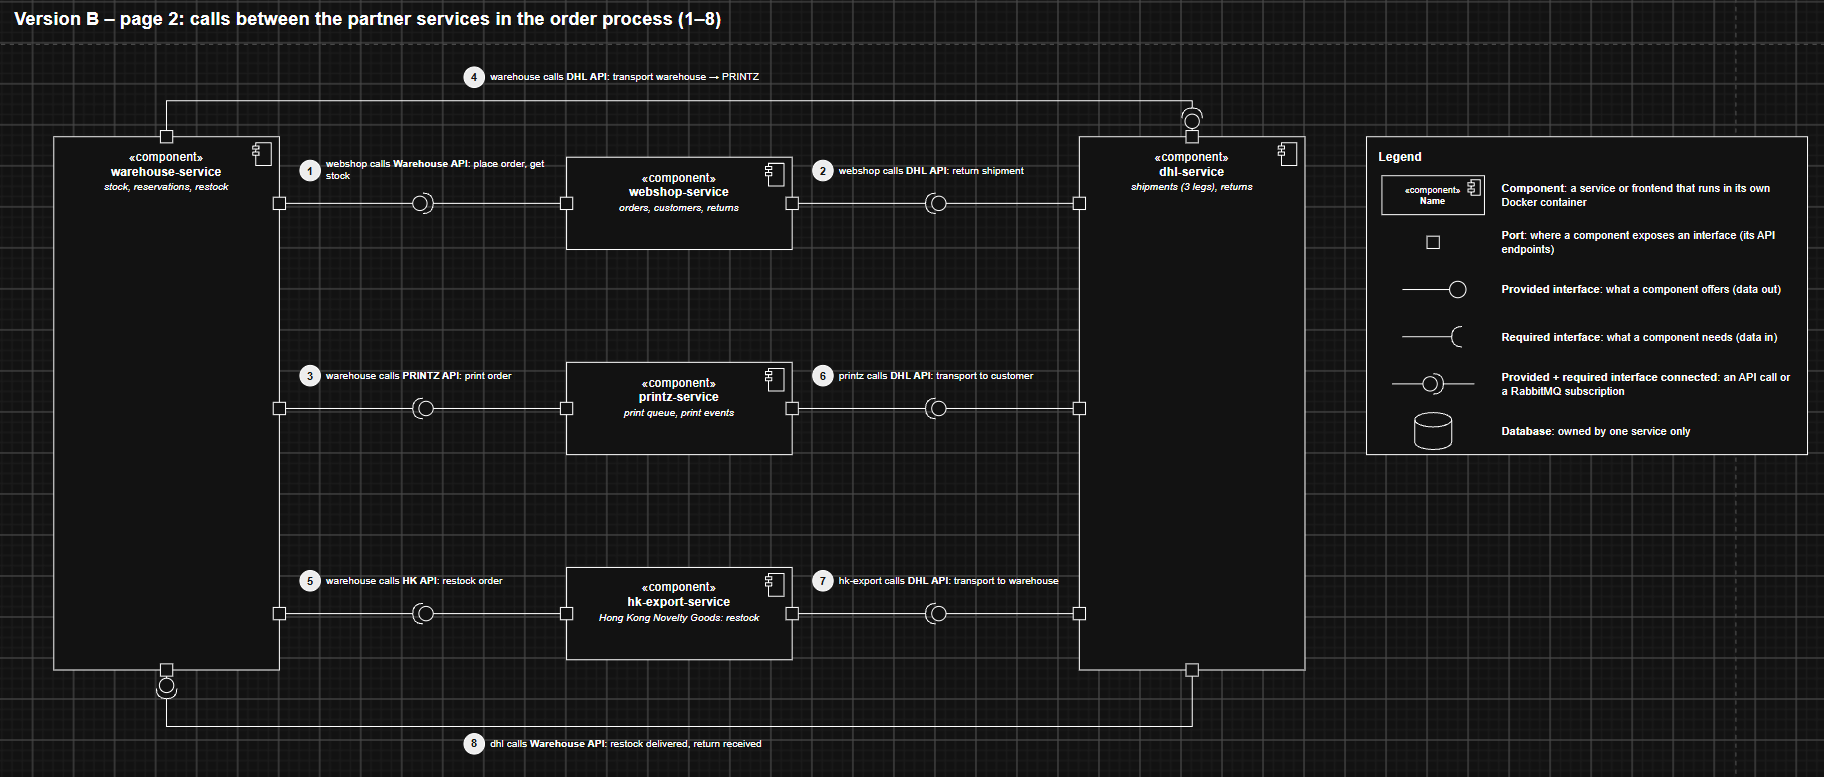 Version B – page 2: calls between the partner services in the order process (1–8)
4 warehouse calls DHL API: transport warehouse → PRINTZ
«component»
warehouse-service
stock, reservations, restock
1 webshop calls Warehouse API: place order, get
stock
«component»
webshop-service
orders, customers, returns
2 webshop calls DHL API: return shipment
«component»
dhl-service
shipments (3 legs), returns
3 warehouse calls PRINTZ API: print order
«component»
printz-service
print queue, print events
6 printz calls DHL API: transport to customer
5 warehouse calls HK API: restock order
«component»
hk-export-service
Hong Kong Novelty Goods: restock
7 hk-export calls DHL API: transport to warehouse
8 dhl calls Warehouse API: restock delivered, return received
Legend
«component»
Name
Component: a service or frontend that runs in its own
Docker container
Port: where a component exposes an interface (its API
endpoints)
Provided interface: what a component offers (data out)
Required interface: what a component needs (data in)
Provided + required interface connected: an API call or
a RabbitMQ subscription
Database: owned by one service only